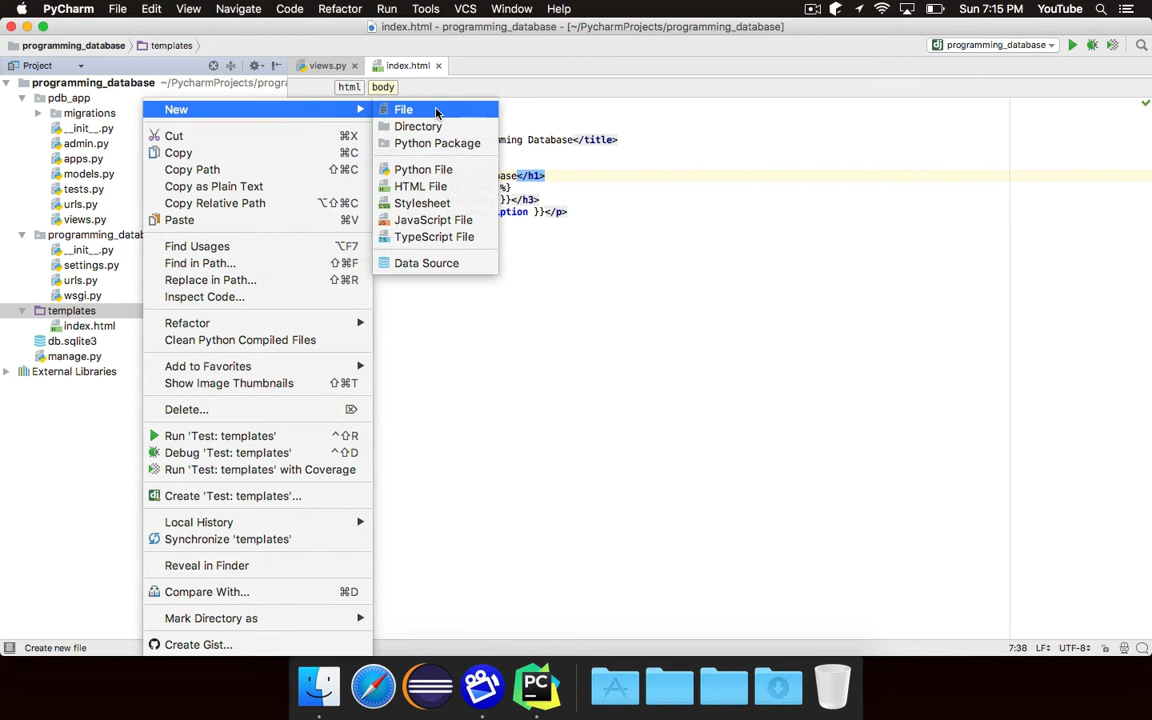 PyCharm File Edit View Navigate Code Refactor Run Tools VCS Window Help Sun 7:15 PM YouTube
index.html - programming_database - [~/PycharmProjects/programming_database]
programming_database templates programming_database
Project views.py index.html
programming_database ~/PycharmProjects/progra
html body
pdb_app
migrations
__init__.py
admin.py
apps.py
models.py
tests.py
urls.py
views.py
programming_datab
__init__.py
settings.py
urls.py
wsgi.py
templates
index.html
db.sqlite3
manage.py
External Libraries
New
Cut ⌘X
Copy ⌘C
Copy Path ⇧⌘C
Copy as Plain Text
Copy Relative Path ⌥⇧⌘C
Paste ⌘V
Find Usages ⌥F7
Find in Path... ⇧⌘F
Replace in Path... ⇧⌘R
Inspect Code...
Refactor
Clean Python Compiled Files
Add to Favorites
Show Image Thumbnails ⇧⌘T
Delete... ⌦
Run 'Test: templates' ^⇧R
Debug 'Test: templates' ^⇧D
Run 'Test: templates' with Coverage
Create 'Test: templates'...
Local History
Synchronize 'templates'
Reveal in Finder
Compare With... ⌘D
Mark Directory as
Create Gist...
File
Directory
Python Package
Python File
HTML File
Stylesheet
JavaScript File
TypeScript File
Data Source
ming Database</title>
base</h1>
%}
}}</h3>
ption }}</p>
Create new file 7:38 LF÷ UTF-8÷
PC